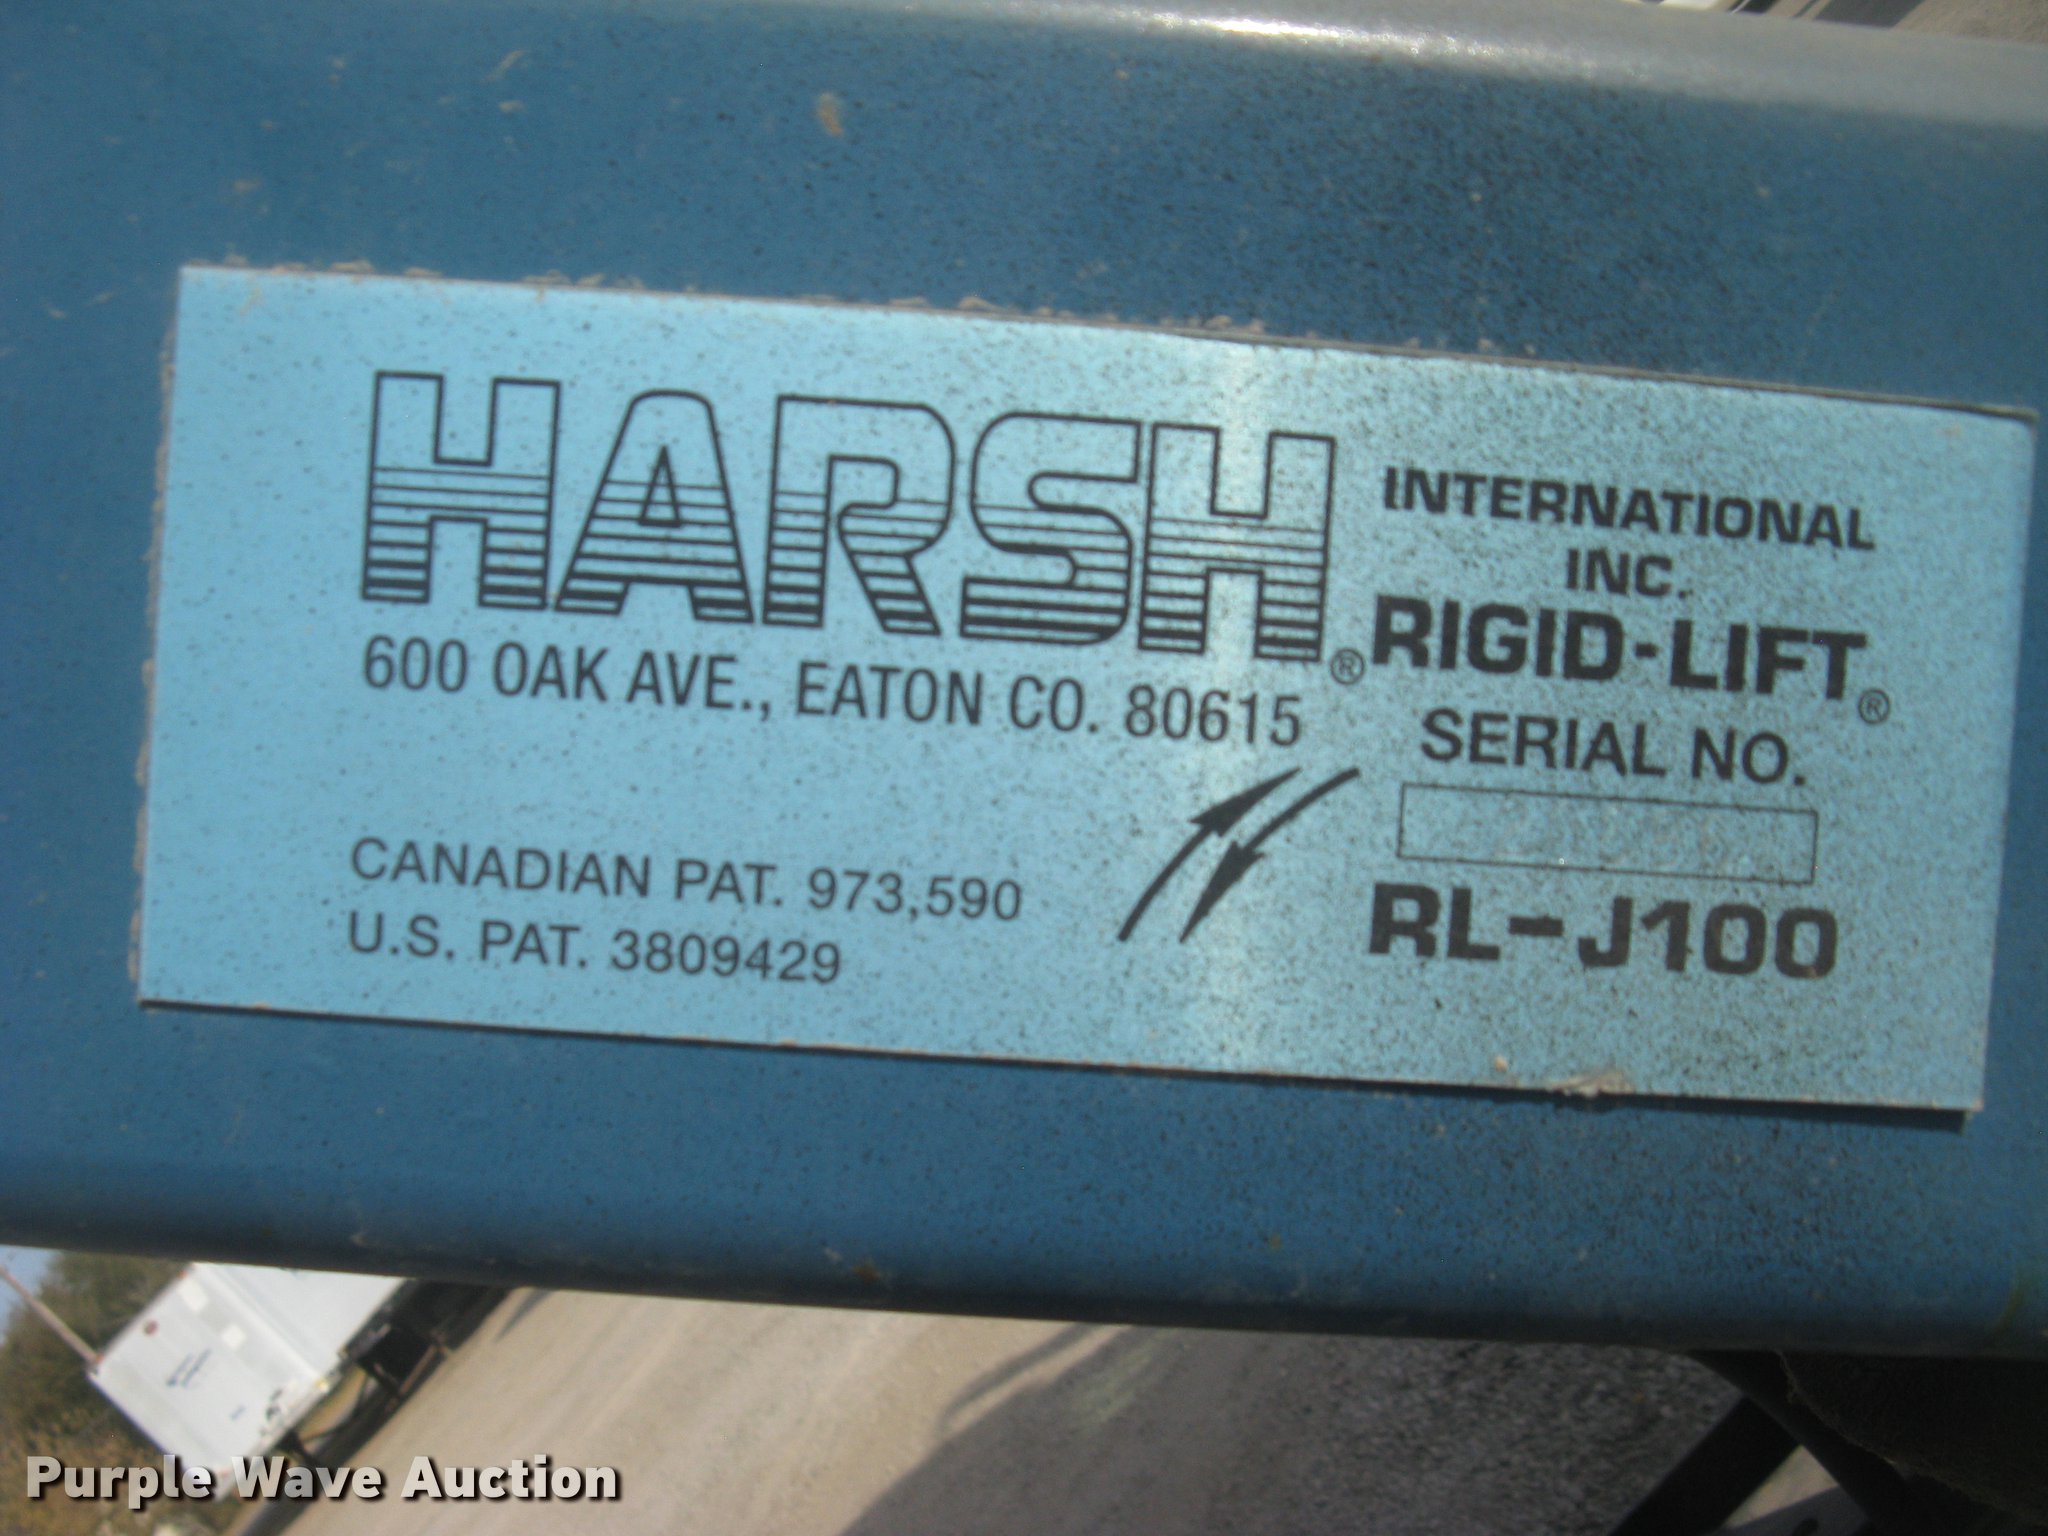 HARSH®
INTERNATIONAL
INC.
600 OAK AVE., EATON CO. 80615
RIGID-LIFT®
SERIAL NO.
CANADIAN PAT. 973,590
U.S. PAT. 3809429
RL-J100
Purple Wave Auction